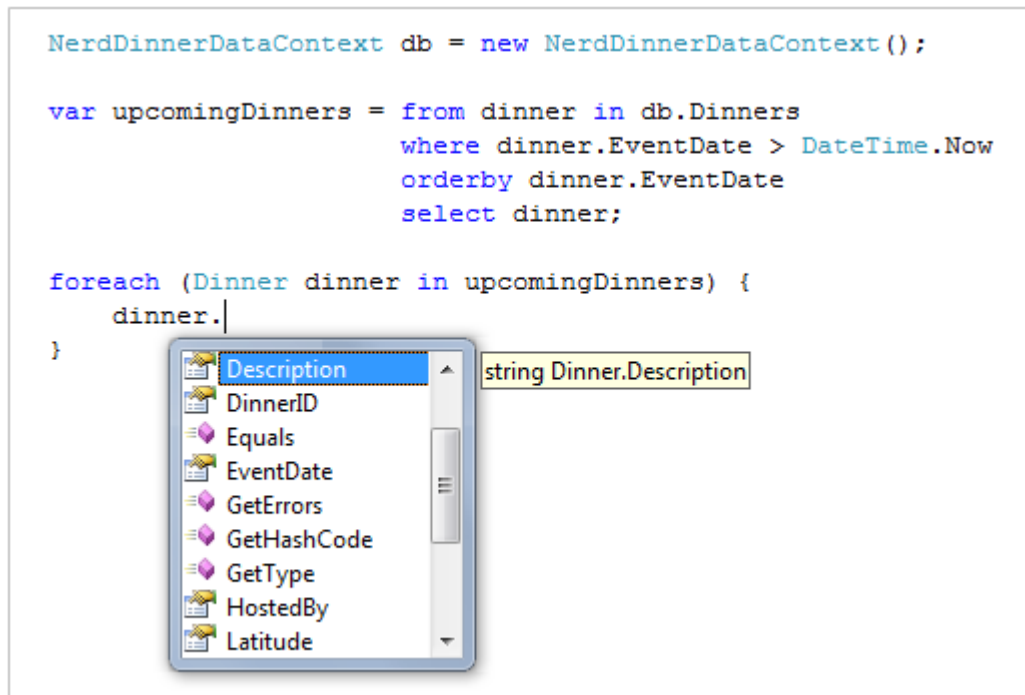 NerdDinnerDataContext db = new NerdDinnerDataContext();
var upcomingDinners = from dinner in db.Dinners
where dinner.EventDate > DateTime.Now
orderby dinner.EventDate
select dinner;
foreach (Dinner dinner in upcomingDinners) {
dinner.
}
Description
string Dinner.Description
DinnerID
Equals
EventDate
GetErrors
GetHashCode
GetType
HostedBy
Latitude